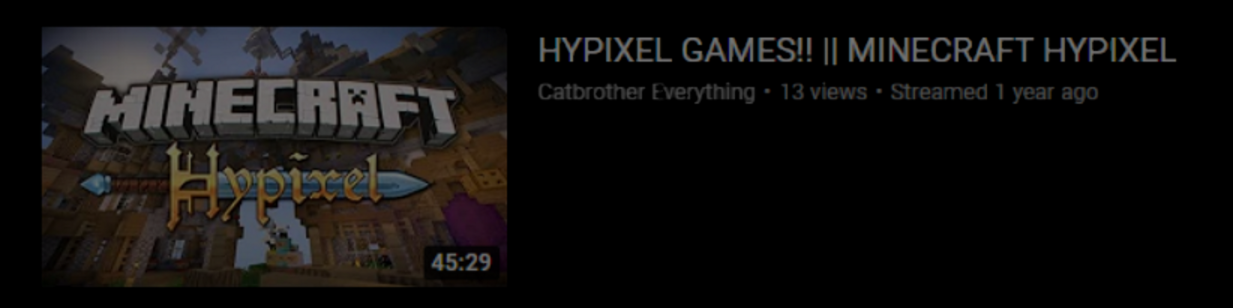 MINECRAFT
Hypixel
45:29
HYPIXEL GAMES!! || MINECRAFT HYPIXEL
Catbrother Everything • 13 views • Streamed 1 year ago